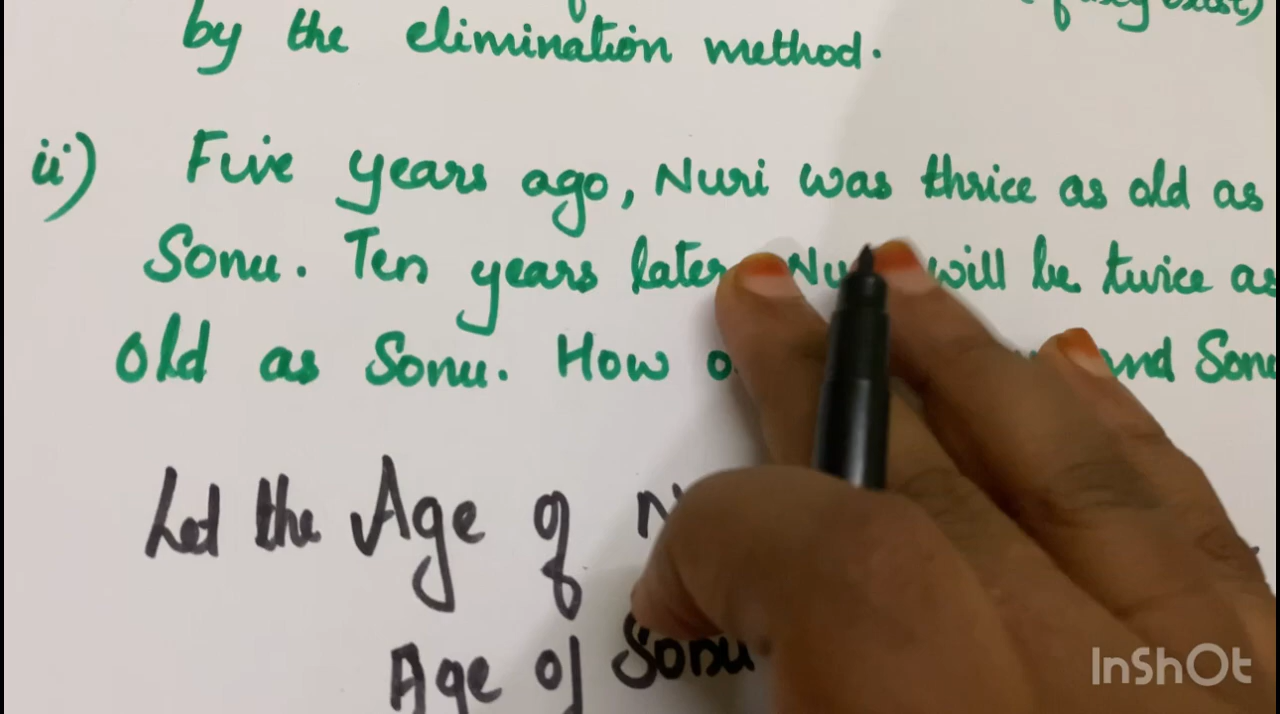 by the elimination method.
ii) Five years ago, Nuri was thrice as old as
Sonu. Ten years later, will be twice as
old as Sonu. How and Sonu
Let the Age of
Age of Sonu
InShOt